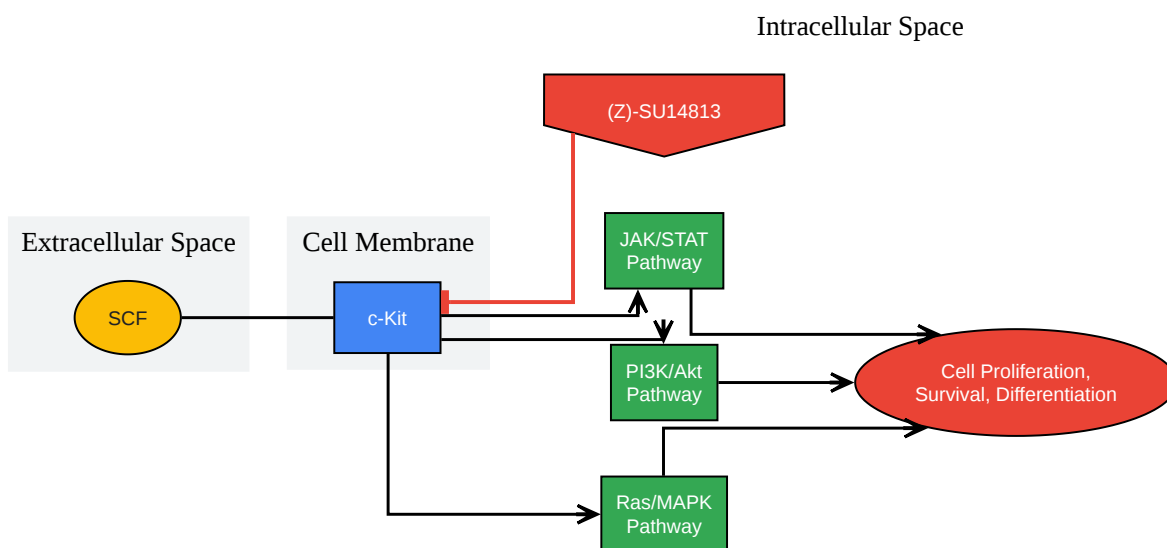 Intracellular Space
(Z)-SU14813
Extracellular Space
Cell Membrane
JAK/STAT
Pathway
SCF
c-Kit
PI3K/Akt
Pathway
Cell Proliferation,
Survival, Differentiation
Ras/MAPK
Pathway